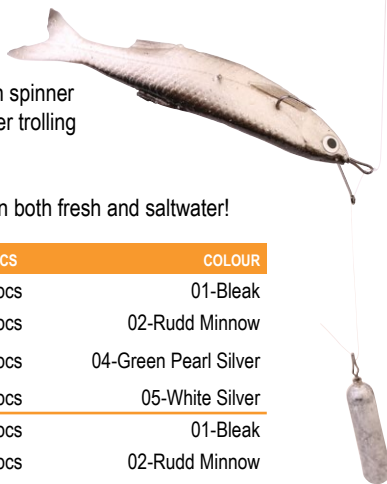 spinner
er trolling
n both fresh and saltwater!
CS COLOUR
ocs 01-Bleak
ocs 02-Rudd Minnow
ocs 04-Green Pearl Silver
ocs 05-White Silver
ocs 01-Bleak
ocs 02-Rudd Minnow